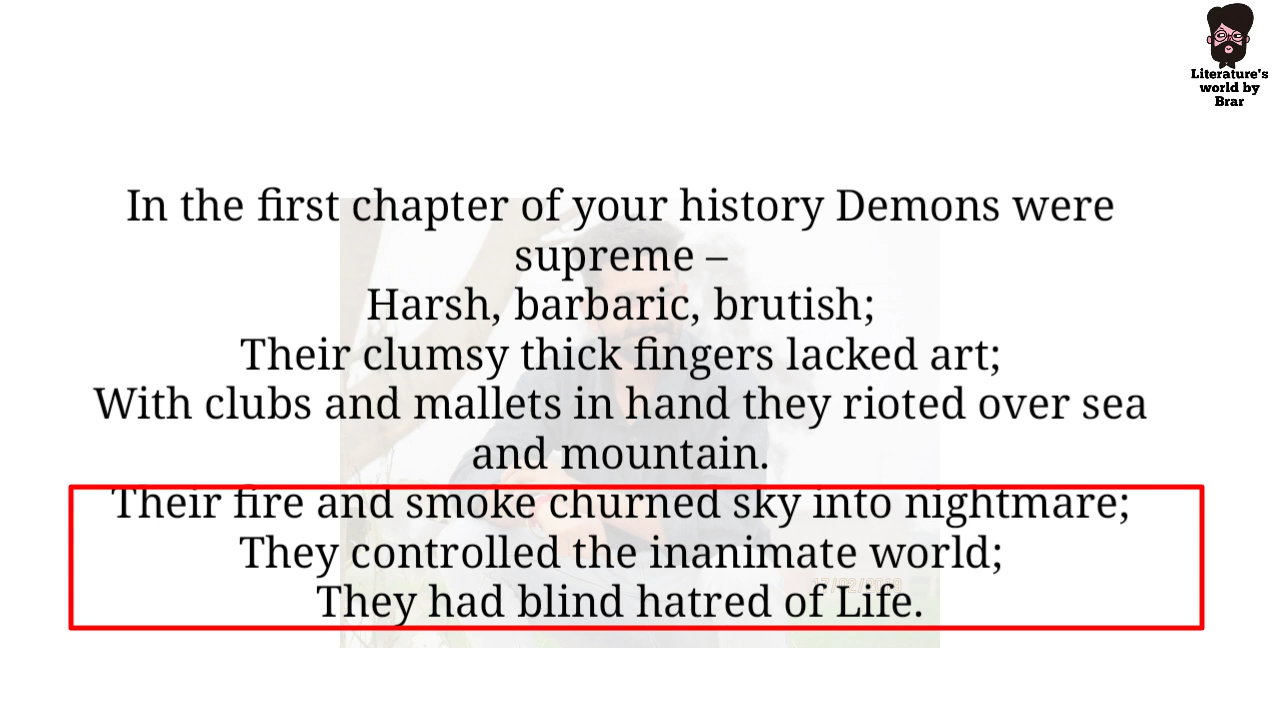 Literature's
world by
Brar
In the first chapter of your history Demons were
supreme –
Harsh, barbaric, brutish;
Their clumsy thick fingers lacked art;
With clubs and mallets in hand they rioted over sea
and mountain.
Their fire and smoke churned sky into nightmare;
They controlled the inanimate world;
They had blind hatred of Life.